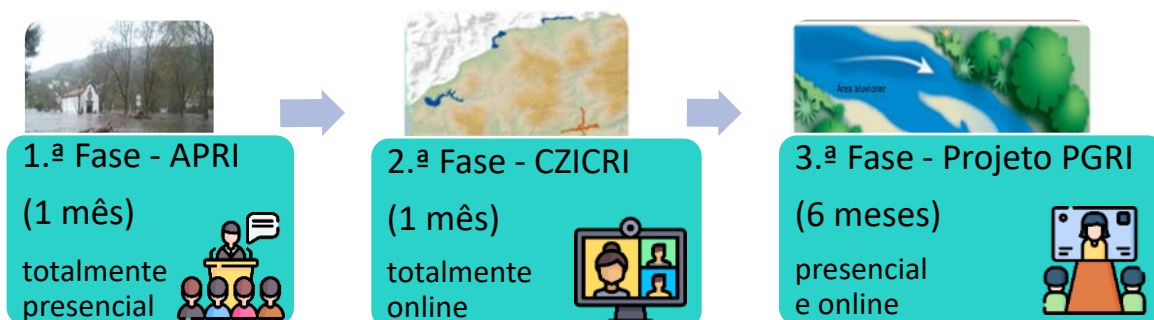 Área aluvionar
1.ª Fase - APRI
(1 mês)
totalmente
presencial
2.ª Fase - CZICRI
(1 mês)
totalmente
online
3.ª Fase - Projeto PGRI
(6 meses)
presencial
e online